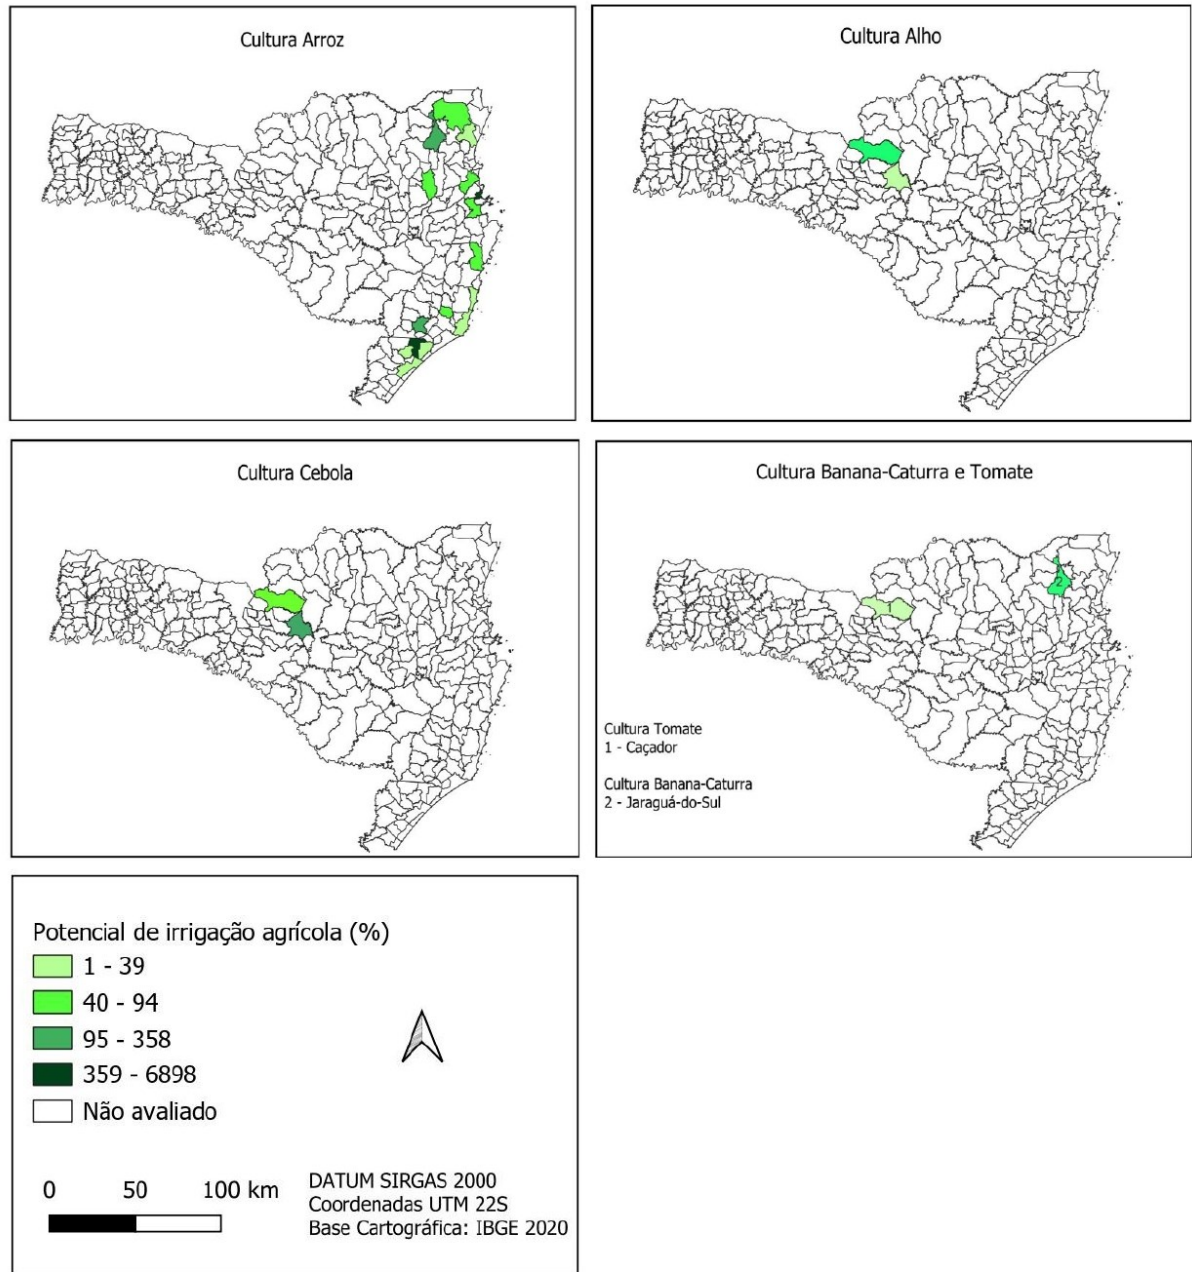 Cultura Arroz
Cultura Alho
Cultura Cebola
Cultura Banana-Caturra e Tomate
1
2
Cultura Tomate
1 - Caçador
Cultura Banana-Caturra
2 - Jaraguá-do-Sul
Potencial de irrigação agrícola (%)
1 - 39
40 - 94
95 - 358
359 - 6898
Não avaliado
0 50 100 km
DATUM SIRGAS 2000
Coordenadas UTM 22S
Base Cartográfica: IBGE 2020